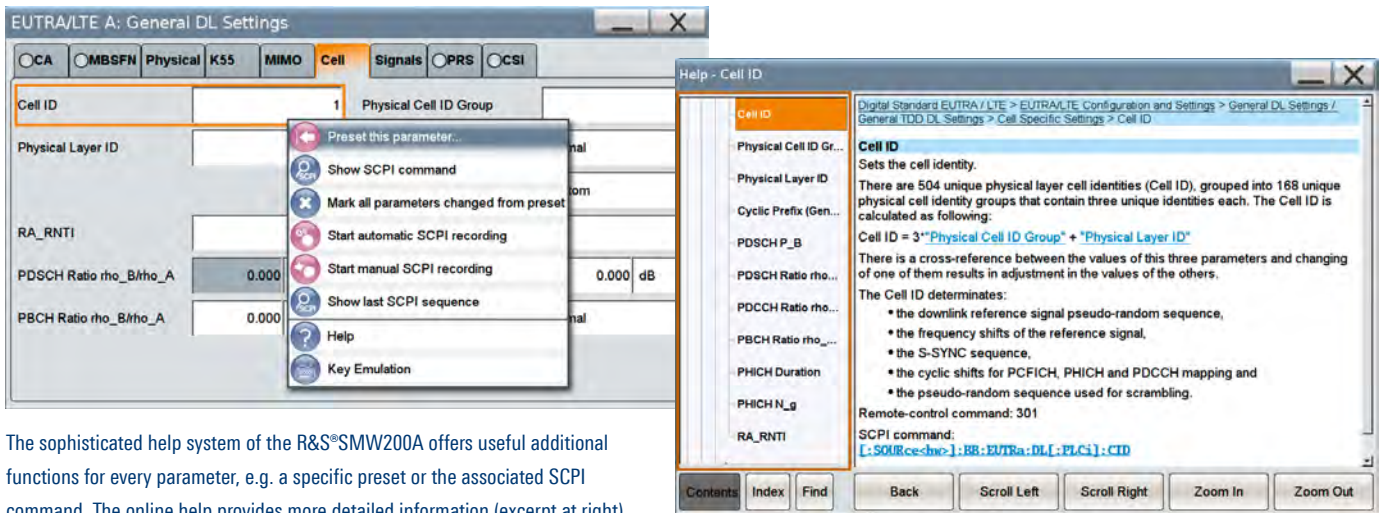 EUTRA/LTE A: General DL Settings
CA MBSFN Physical K55 MIMO Cell Signals PRS CSI
Cell ID 1 Physical Cell ID Group
Physical Layer ID
RA_RNTI
PDSCH Ratio rho_B/rho_A 0.000 0.000 dB
PBCH Ratio rho_B/rho_A 0.000
Preset this parameter...
Show SCPI command
Mark all parameters changed from preset
Start automatic SCPI recording
Start manual SCPI recording
Show last SCPI sequence
Help
Key Emulation
The sophisticated help system of the R&S®SMW200A offers useful additional
functions for every parameter, e.g. a specific preset or the associated SCPI
command. The online help provides more detailed information (excerpt at right).
Help - Cell ID
Cell ID
Physical Cell ID Gr...
Physical Layer ID
Cyclic Prefix (Gen...
PDSCH P_B
PDSCH Ratio rho...
PDCCH Ratio rho...
PBCH Ratio rho_...
PHICH Duration
PHICH N_g
RA_RNTI
Digital Standard EUTRA / LTE > EUTRA/LTE Configuration and Settings > General DL Settings /
General TDD DL Settings > Cell Specific Settings > Cell ID
Cell ID
Sets the cell identity.
There are 504 unique physical layer cell identities (Cell ID), grouped into 168 unique
physical cell identity groups that contain three unique identities each. The Cell ID is
calculated as following:
Cell ID = 3*"Physical Cell ID Group" + "Physical Layer ID"
There is a cross-reference between the values of this three parameters and changing
of one of them results in adjustment in the values of the others.
The Cell ID determinates:
• the downlink reference signal pseudo-random sequence,
• the frequency shifts of the reference signal,
• the S-SYNC sequence,
• the cyclic shifts for PCFICH, PHICH and PDCCH mapping and
• the pseudo-random sequence used for scrambling.
Remote-control command: 301
SCPI command:
[:SOURce<hw>]:BB:EUTRa:DL[:PLCi]:CID
Contents Index Find Back Scroll Left Scroll Right Zoom In Zoom Out